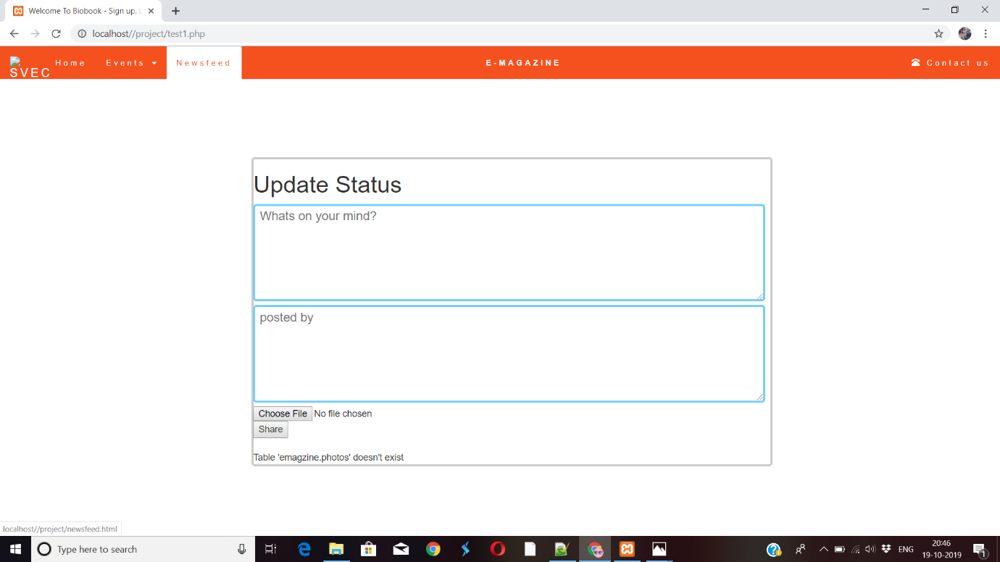 Welcome To Biobook - Sign up, L
localhost//project/test1.php
SVEC
Home
Events
Newsfeed
E-MAGAZINE
Contact us
Update Status
Whats on your mind?
posted by
Choose File No file chosen
Share
Table 'emagzine.photos' doesn't exist
localhost//project/newsfeed.html
Type here to search
ENG
20:46
19-10-2019
1